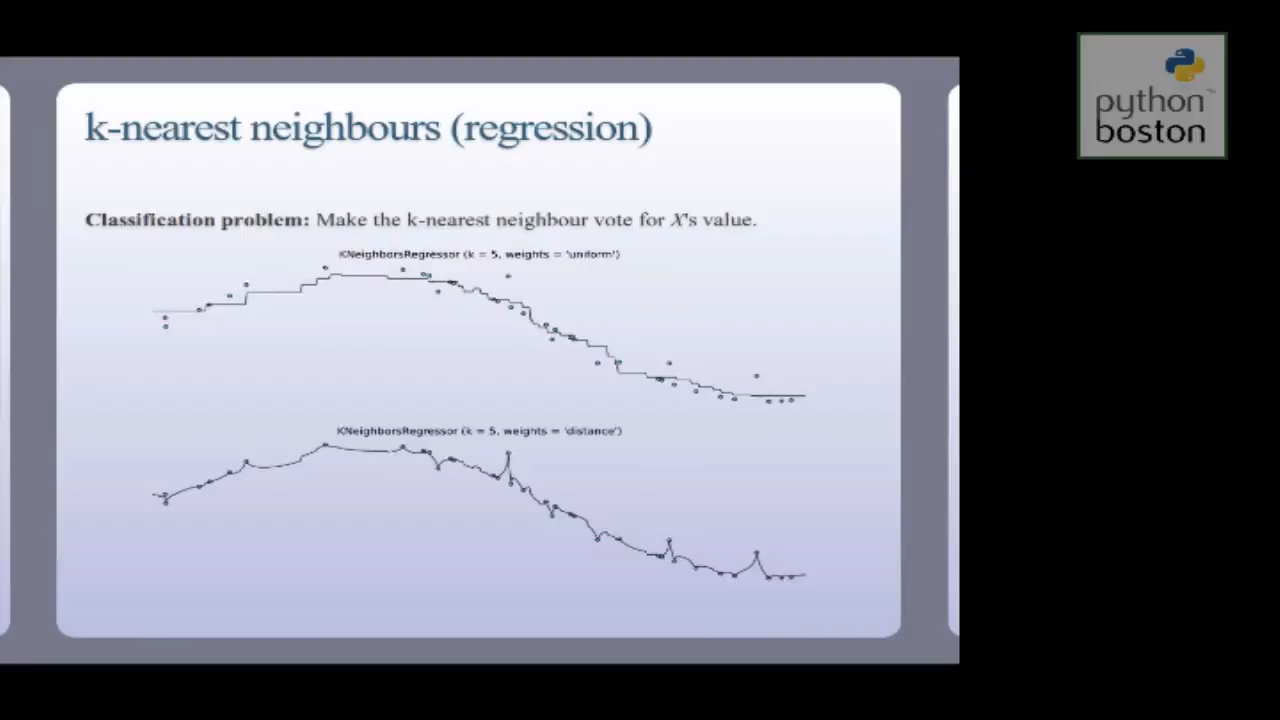 k-nearest neighbours (regression)
Classification problem: Make the k-nearest neighbour vote for X's value.
KNeighborsRegressor (k = 5, weights = 'uniform')
KNeighborsRegressor (k = 5, weights = 'distance')
python™
boston